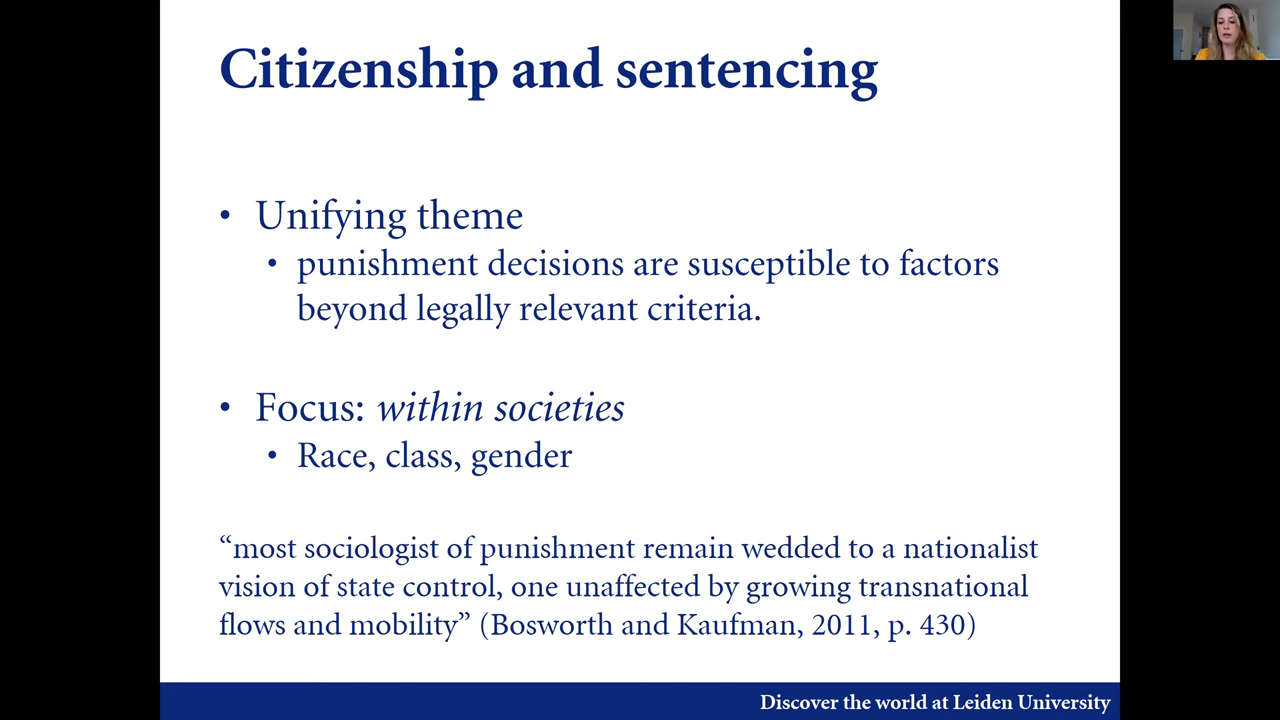 Citizenship and sentencing
• Unifying theme
• punishment decisions are susceptible to factors
beyond legally relevant criteria.
• Focus: within societies
• Race, class, gender
“most sociologist of punishment remain wedded to a nationalist
vision of state control, one unaffected by growing transnational
flows and mobility” (Bosworth and Kaufman, 2011, p. 430)
Discover the world at Leiden University